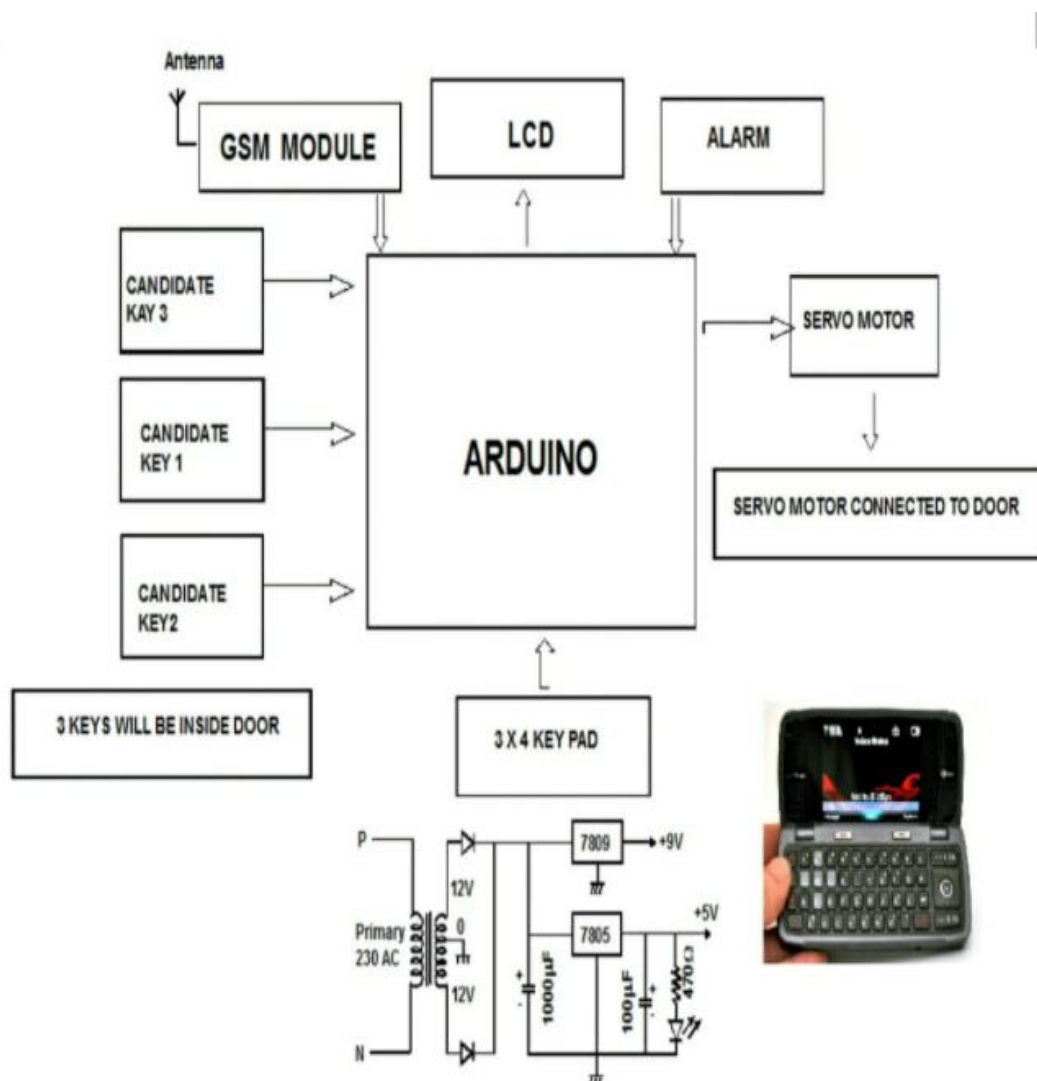 Antenna
GSM MODULE
LCD
ALARM
CANDIDATE
KAY 3
SERVO MOTOR
CANDIDATE
KEY 1
ARDUINO
SERVO MOTOR CONNECTED TO DOOR
CANDIDATE
KEY2
3 KEYS WILL BE INSIDE DOOR
3 X 4 KEY PAD
P
12V
7809
+9V
Primary
230 AC
0
7805
+5V
12V
+
1000µF
100µF
+
470Ω
N